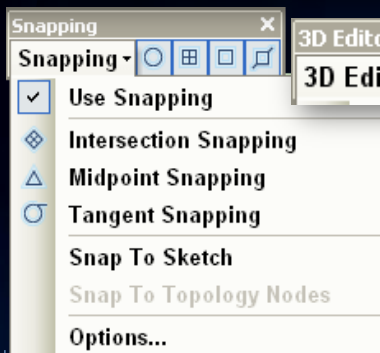 Snapping
3D Edito
Snapping
3D Edi
Use Snapping
Intersection Snapping
Midpoint Snapping
Tangent Snapping
Snap To Sketch
Snap To Topology Nodes
Options...